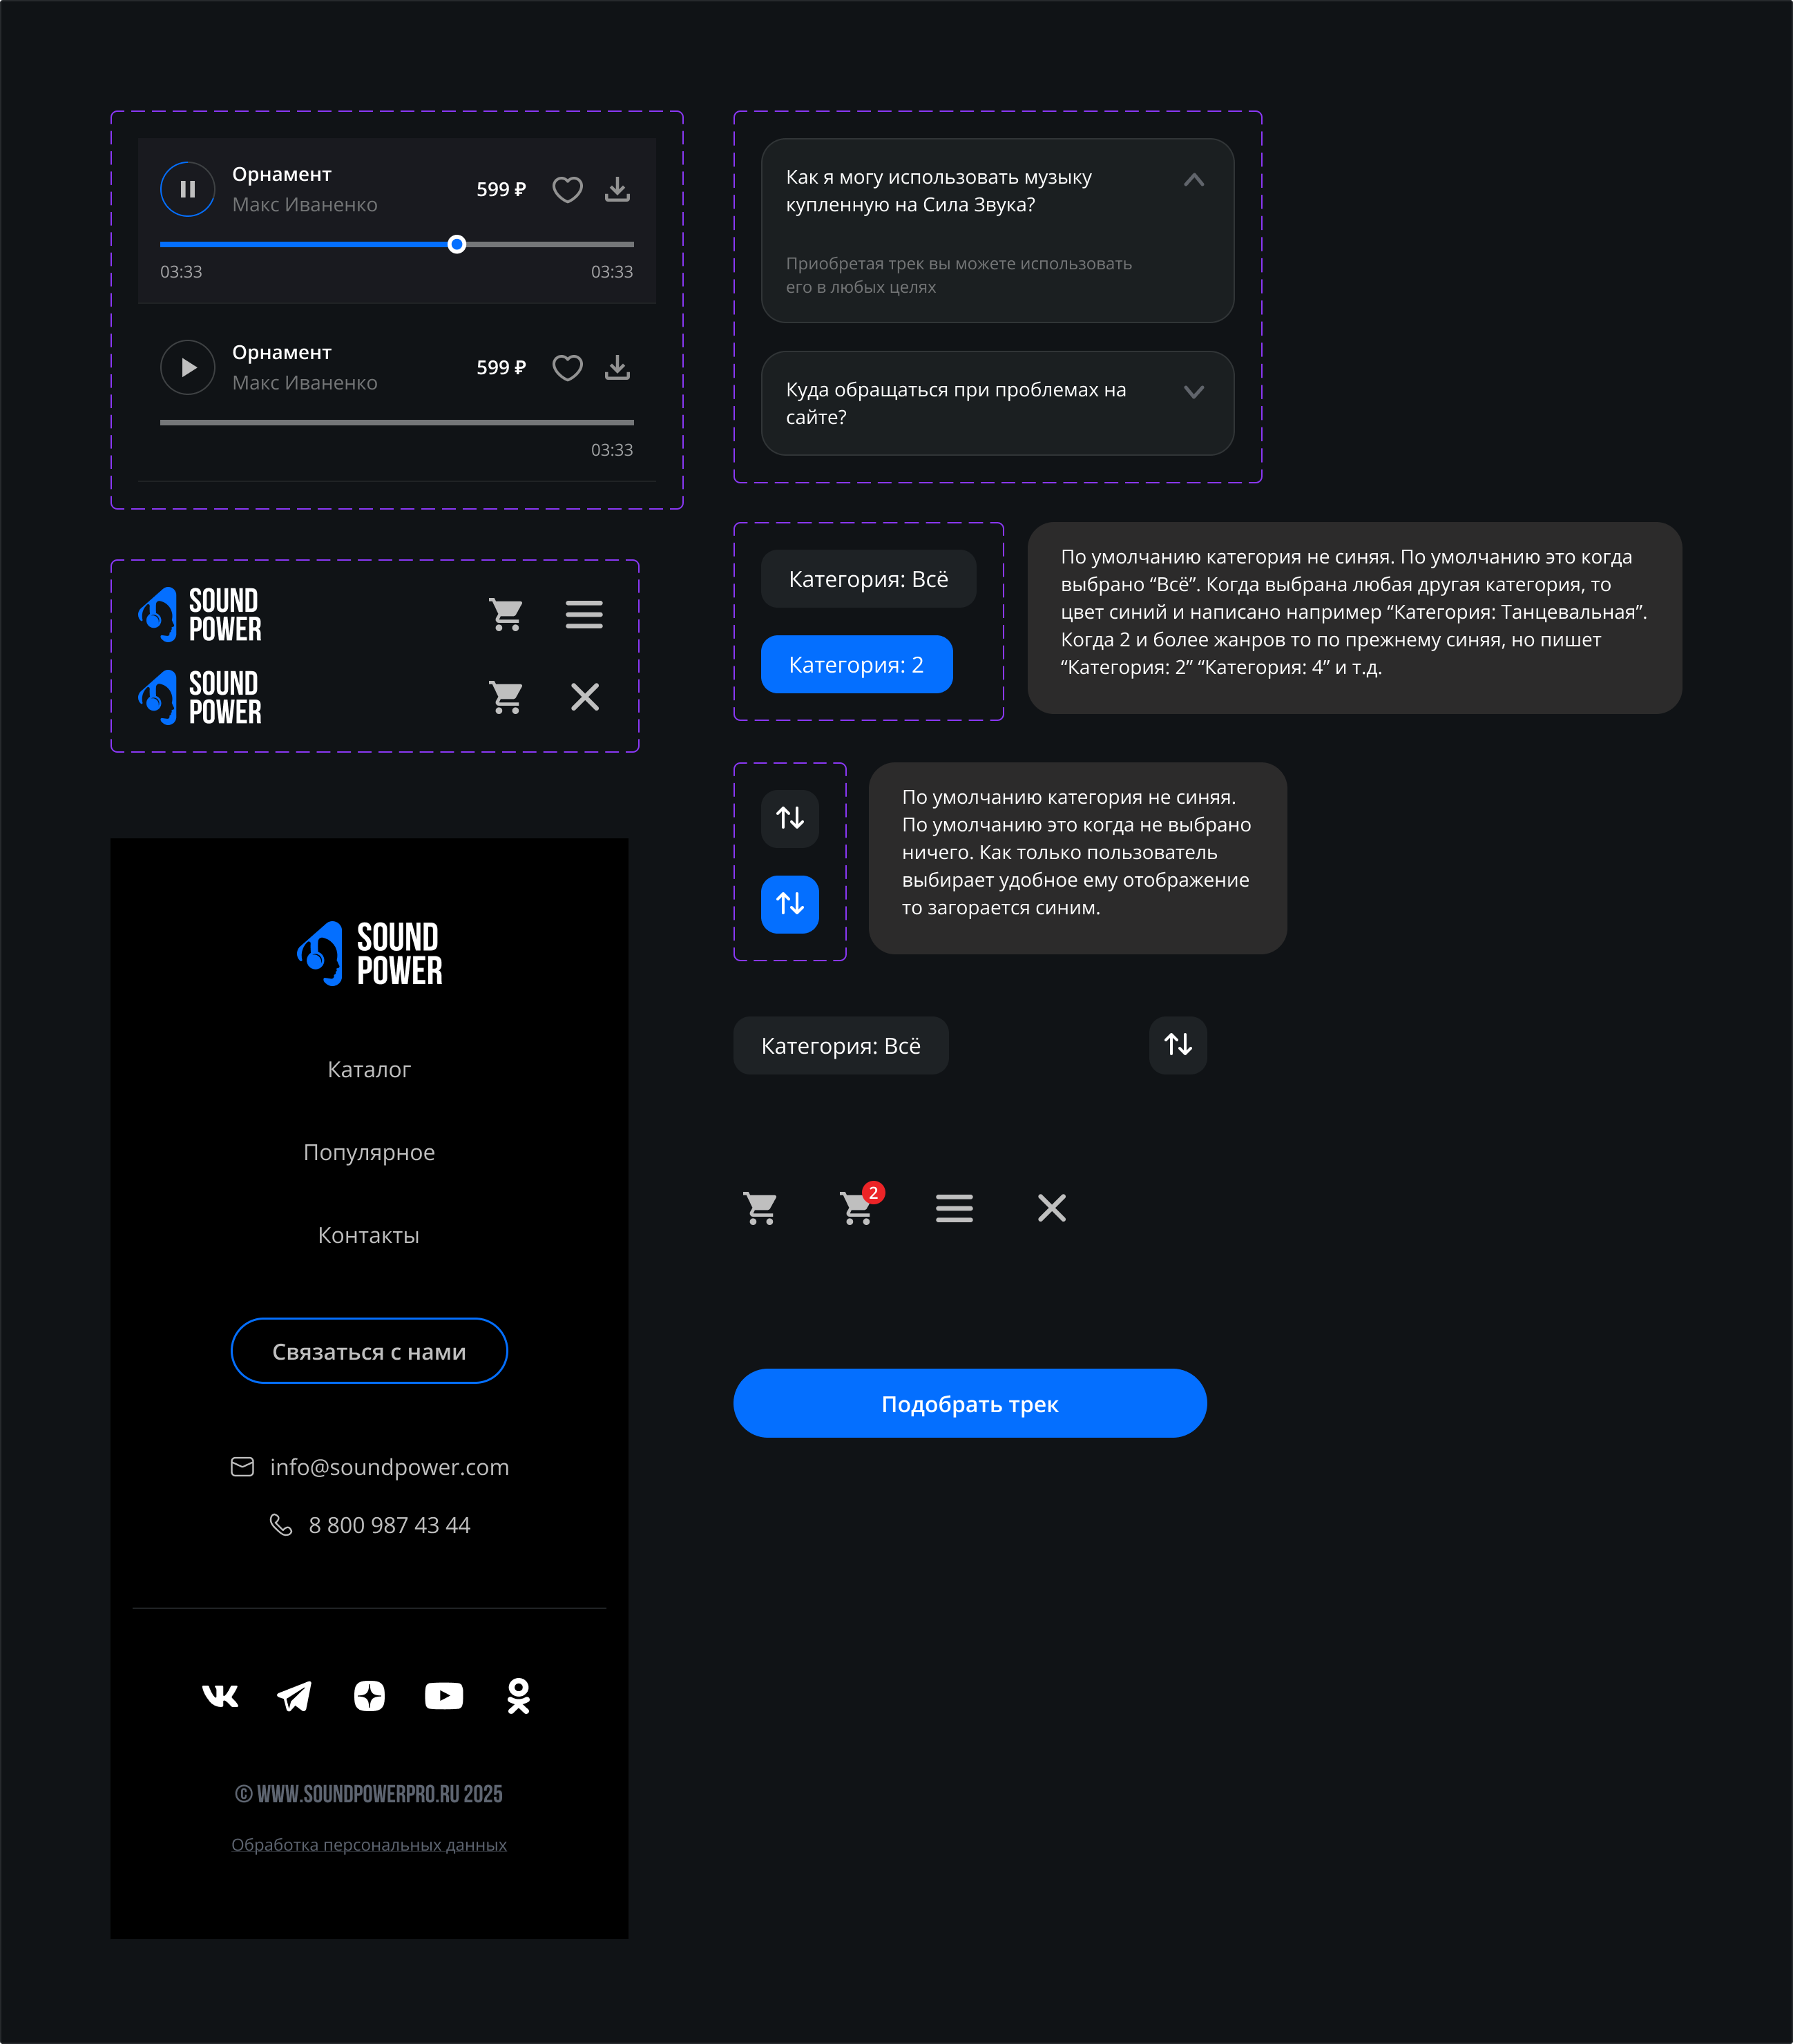 Орнамент
Макс Иваненко
599 ₽
03:33
03:33
Орнамент
Макс Иваненко
599 ₽
03:33
SOUND
POWER
SOUND
POWER
SOUND
POWER
Каталог
Популярное
Контакты
Связаться с нами
info@soundpower.com
8 800 987 43 44
© WWW.SOUNDPOWERPRO.RU 2025
Обработка персональных данных
Как я могу использовать музыку
купленную на Сила Звука?
Приобретая трек вы можете использовать
его в любых целях
Куда обращаться при проблемах на
сайте?
Категория: Всё
Категория: 2
По умолчанию категория не синяя. По умолчанию это когда
выбрано “Всё”. Когда выбрана любая другая категория, то
цвет синий и написано например “Категория: Танцевальная”.
Когда 2 и более жанров то по прежнему синяя, но пишет
“Категория: 2” “Категория: 4” и т.д.
По умолчанию категория не синяя.
По умолчанию это когда не выбрано
ничего. Как только пользователь
выбирает удобное ему отображение
то загорается синим.
Категория: Всё
2
Подобрать трек